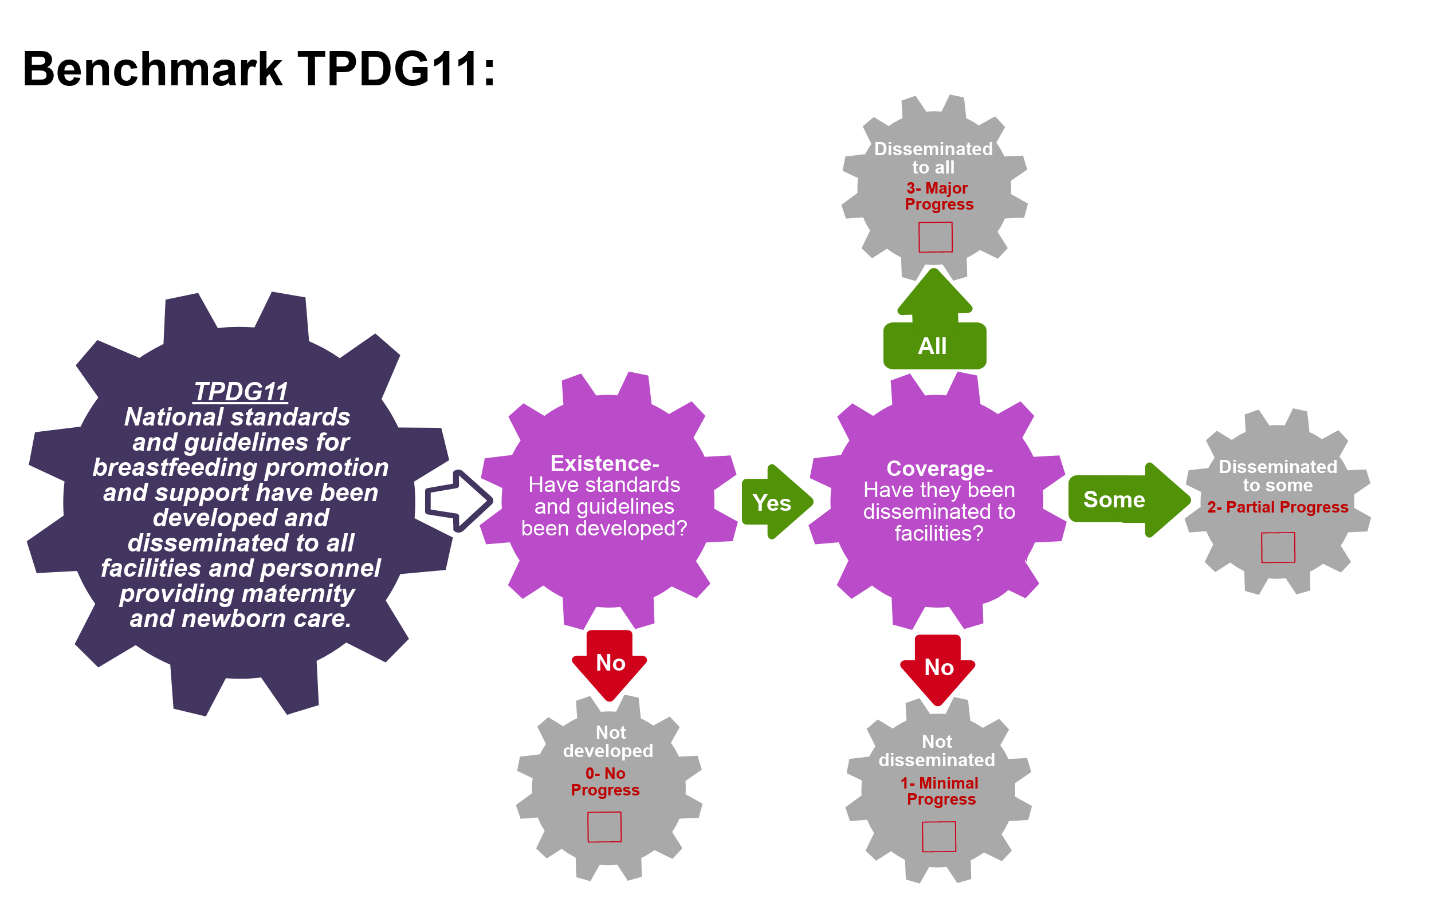 Benchmark TPDG11:
TPDG11
National standards
and guidelines for
breastfeeding promotion
and support have been
developed and
disseminated to all
facilities and personnel
providing maternity
and newborn care.
Existence-
Have standards
and guidelines
been developed?
Yes
No
Not
developed
0- No
Progress
Coverage-
Have they been
disseminated to
facilities?
All
Disseminated
to all
3- Major
Progress
Some
Disseminated
to some
2- Partial Progress
No
Not
disseminated
1- Minimal
Progress